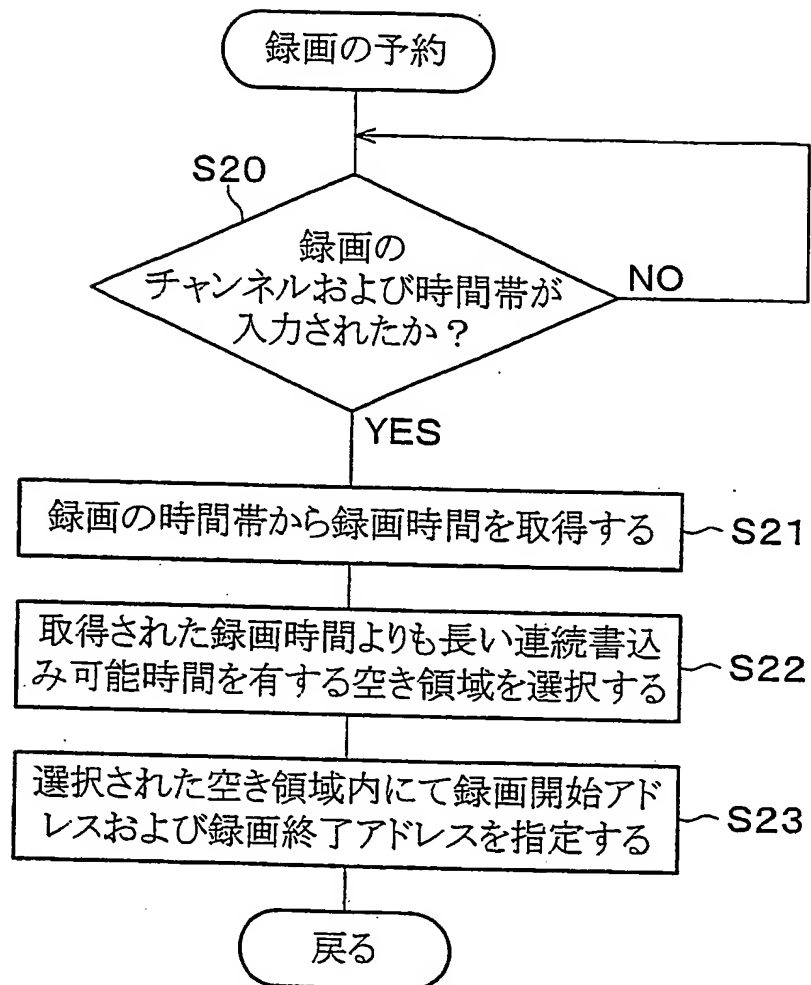 録画の予約
S20
録画の
チャンネルおよび時間帯が
入力されたか？
NO
YES
録画の時間帯から録画時間を取得する
S21
取得された録画時間よりも長い連続書込
み可能時間を有する空き領域を選択する
S22
選択された空き領域内にて録画開始アド
レスおよび録画終了アドレスを指定する
S23
戻る